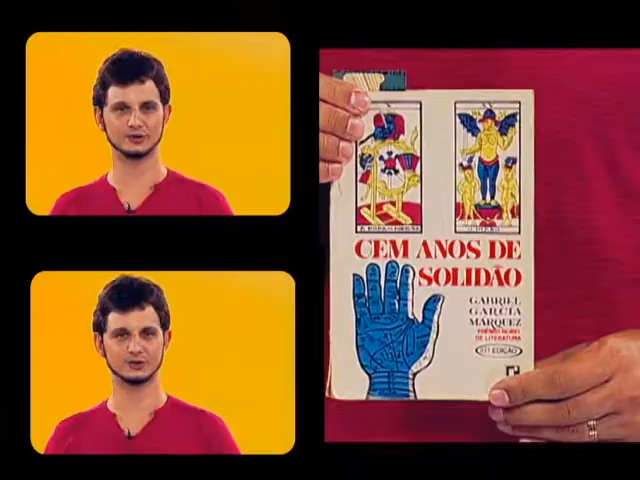 CEM ANOS DE
SOLIDÃO
GABRIEL
GARCÍA
MÁRQUEZ
PRÊMIO NOBEL
DE LITERATURA